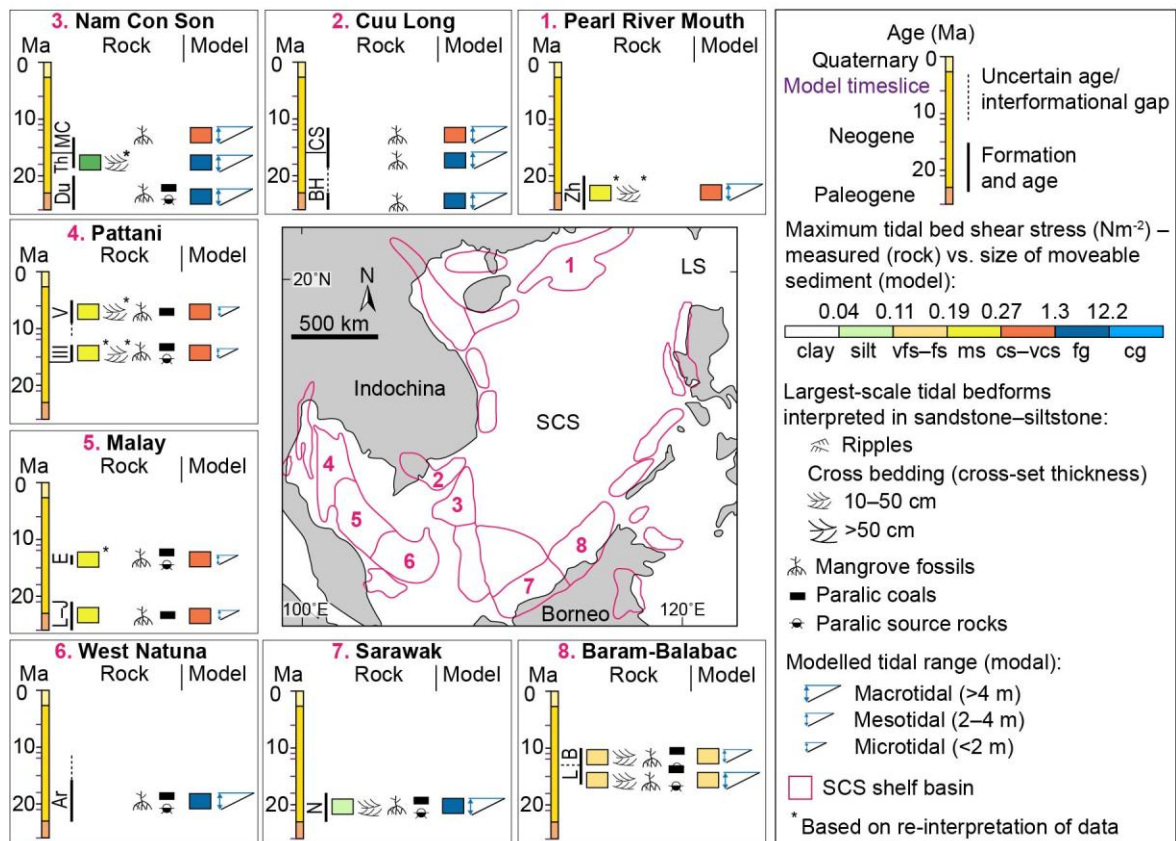 3. Nam Con Son
Ma Rock Model
0
10
20
Du Th MC
*
2. Cuu Long
Ma Rock Model
0
10
20
BH CS
1. Pearl River Mouth
Ma Rock Model
0
10
20
Zh
* *
4. Pattani
Ma Rock Model
0
10
20
III V
*
* *
5. Malay
Ma Rock Model
0
10
20
L–J E
*
6. West Natuna
Ma Rock Model
0
10
20
Ar
7. Sarawak
Ma Rock Model
0
10
20
N
8. Baram-Balabac
Ma Rock Model
0
10
20
L B
20°N
N
500 km
1
LS
Indochina
SCS
4
2
3
5
6
8
7
100°E
Borneo
120°E
Age (Ma)
Quaternary 0
Model timeslice
10
Neogene
20
Paleogene
Uncertain age/
interformational gap
Formation
and age
Maximum tidal bed shear stress (Nm-2) –
measured (rock) vs. size of moveable
sediment (model):
0.04 0.11 0.19 0.27 1.3 12.2
clay silt vfs–fs ms cs–vcs fg cg
Largest-scale tidal bedforms
interpreted in sandstone–siltstone:
Ripples
Cross bedding (cross-set thickness)
10–50 cm
>50 cm
Mangrove fossils
Paralic coals
Paralic source rocks
Modelled tidal range (modal):
Macrotidal (>4 m)
Mesotidal (2–4 m)
Microtidal (<2 m)
SCS shelf basin
*Based on re-interpretation of data